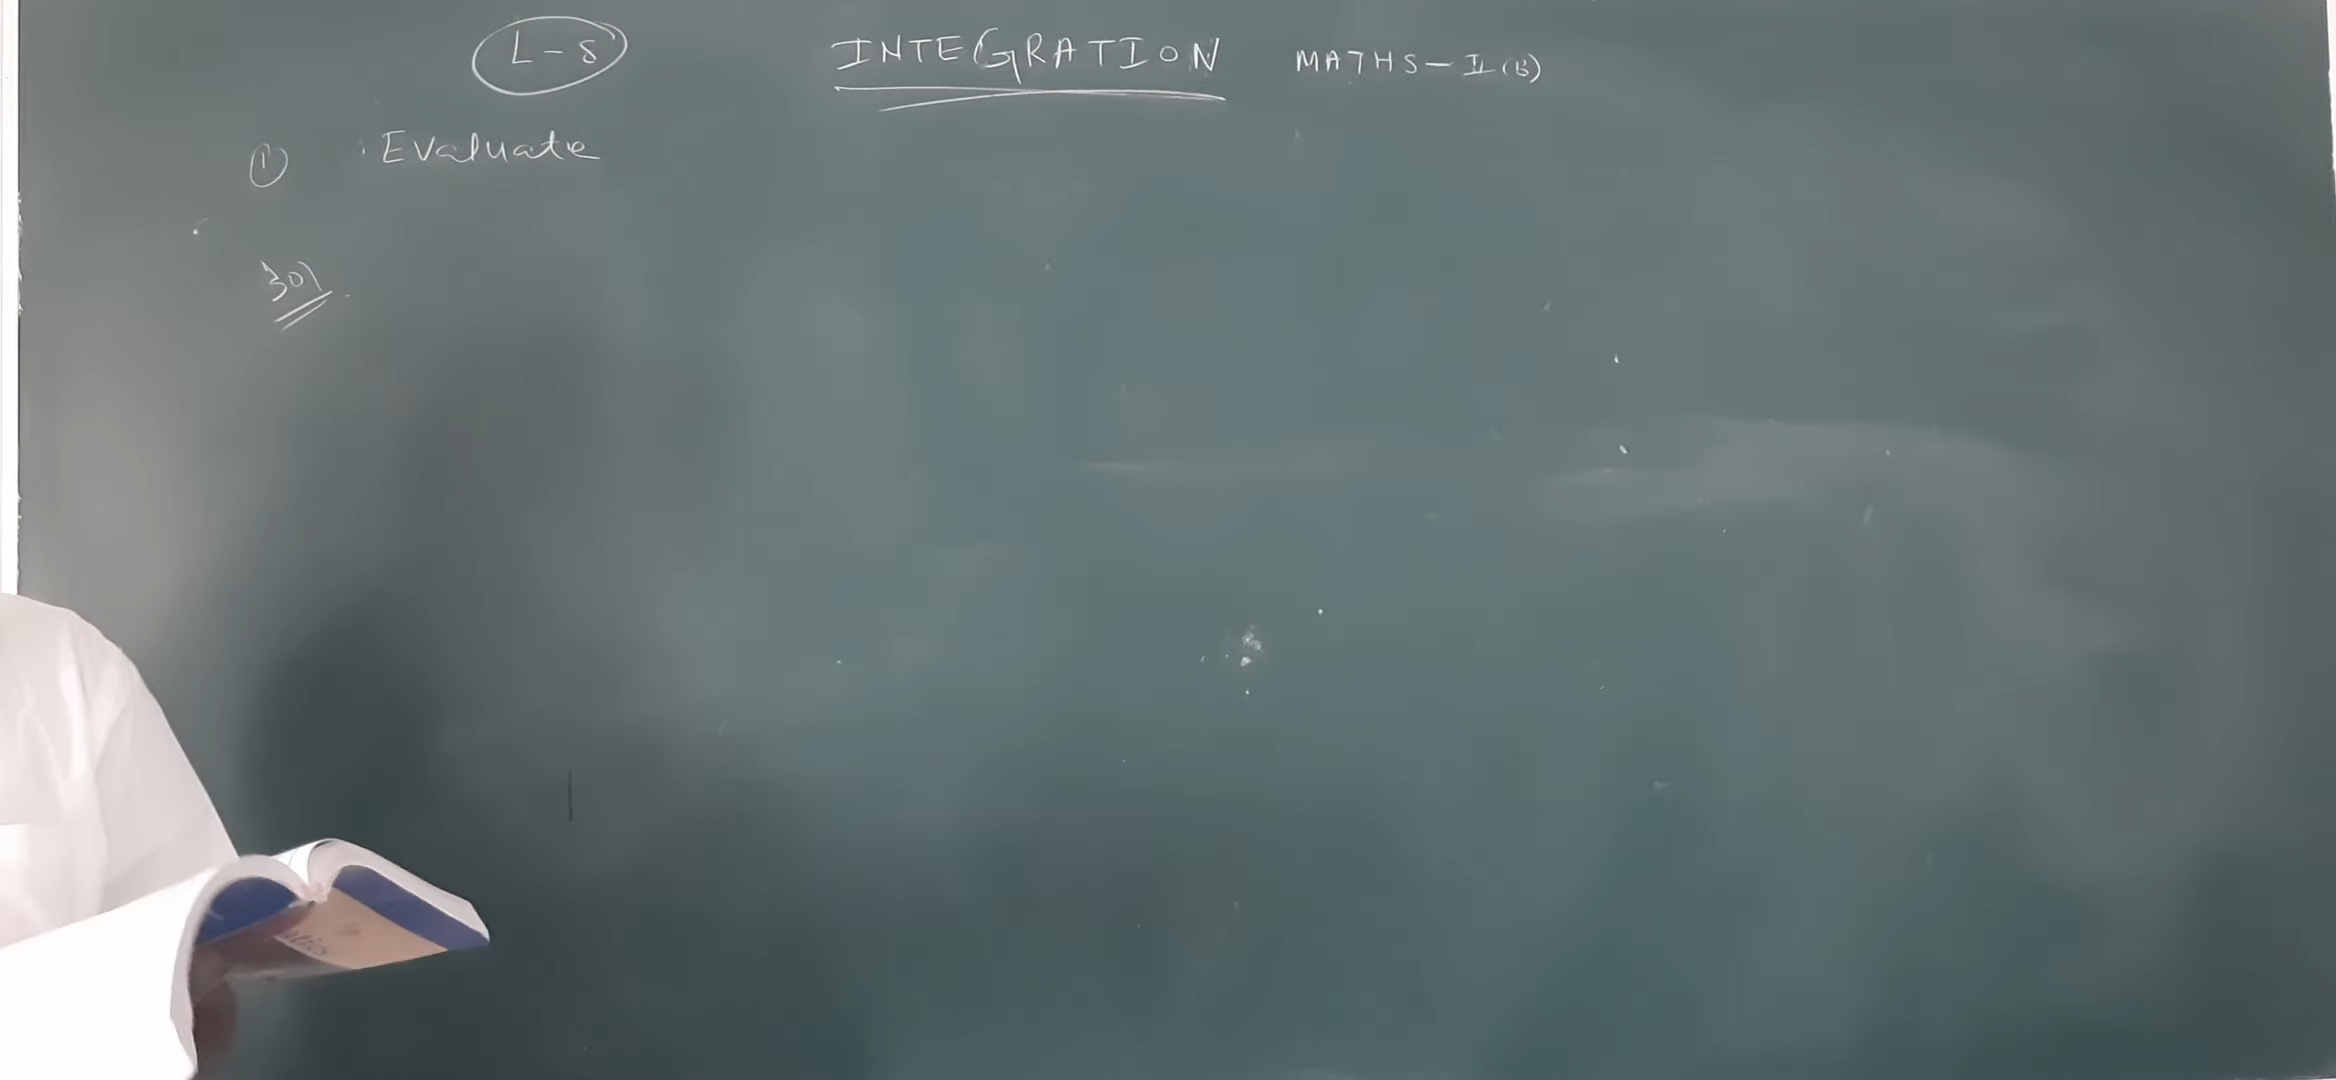 L-8 INTEGRATION MATHS-II(B)
① Evaluate
Sol